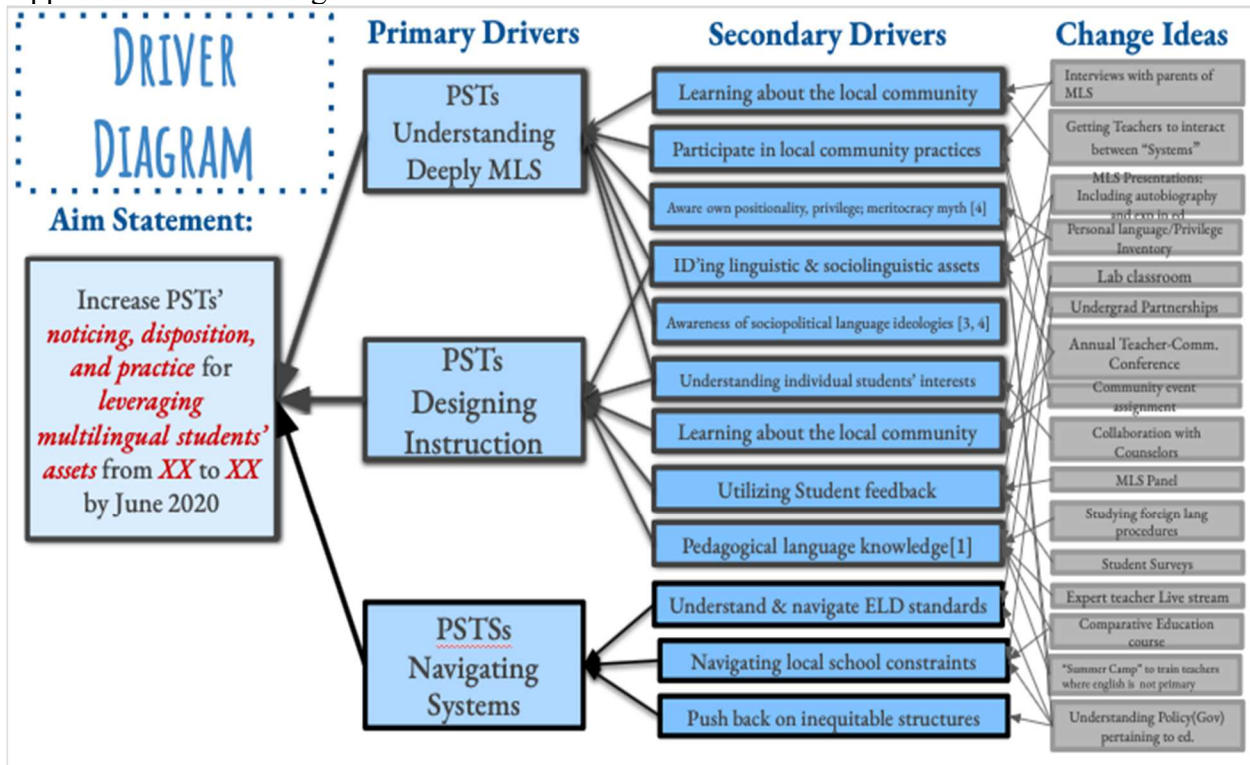 DRIVER
DIAGRAM
Aim Statement:
Increase PSTs'
noticing, disposition,
and practice for
leveraging
multilingual students'
assets from XX to XX
by June 2020
Primary Drivers
PSTs
Understanding
Deeply MLS
PSTs
Designing
Instruction
PSTSs
Navigating
Systems
Secondary Drivers
Learning about the local community
Participate in local community practices
Aware own positionality, privilege; meritocracy myth [4]
ID'ing linguistic & sociolinguistic assets
Awareness of sociopolitical language ideologies [3, 4]
Understanding individual students' interests
Learning about the local community
Utilizing Student feedback
Pedagogical language knowledge[1]
Understand & navigate ELD standards
Navigating local school constraints
Push back on inequitable structures
Change Ideas
Interviews with parents of
MLS
Getting Teachers to interact
between "Systems"
MLS Presentations:
Including autobiography
and exp in ed
Personal language/Privilege
Inventory
Lab classroom
Undergrad Partnerships
Annual Teacher-Comm.
Conference
Community event
assignment
Collaboration with
Counselors
MLS Panel
Studying foreign lang
procedures
Student Surveys
Expert teacher Live stream
Comparative Education
course
"Summer Camp" to train teachers
where english is not primary
Understanding Policy(Gov)
pertaining to ed.